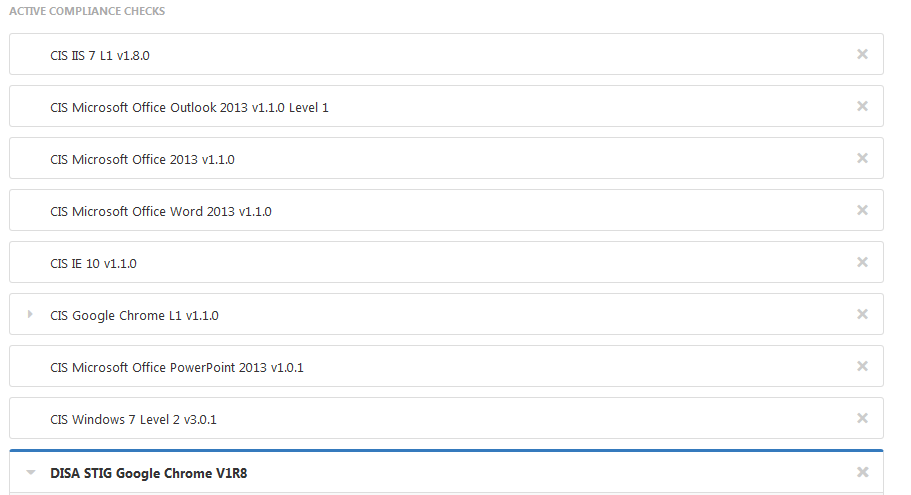 ACTIVE COMPLIANCE CHECKS
CIS IIS 7 L1 v1.8.0
CIS Microsoft Office Outlook 2013 v1.1.0 Level 1
CIS Microsoft Office 2013 v1.1.0
CIS Microsoft Office Word 2013 v1.1.0
CIS IE 10 v1.1.0
CIS Google Chrome L1 v1.1.0
CIS Microsoft Office PowerPoint 2013 v1.0.1
CIS Windows 7 Level 2 v3.0.1
DISA STIG Google Chrome V1R8